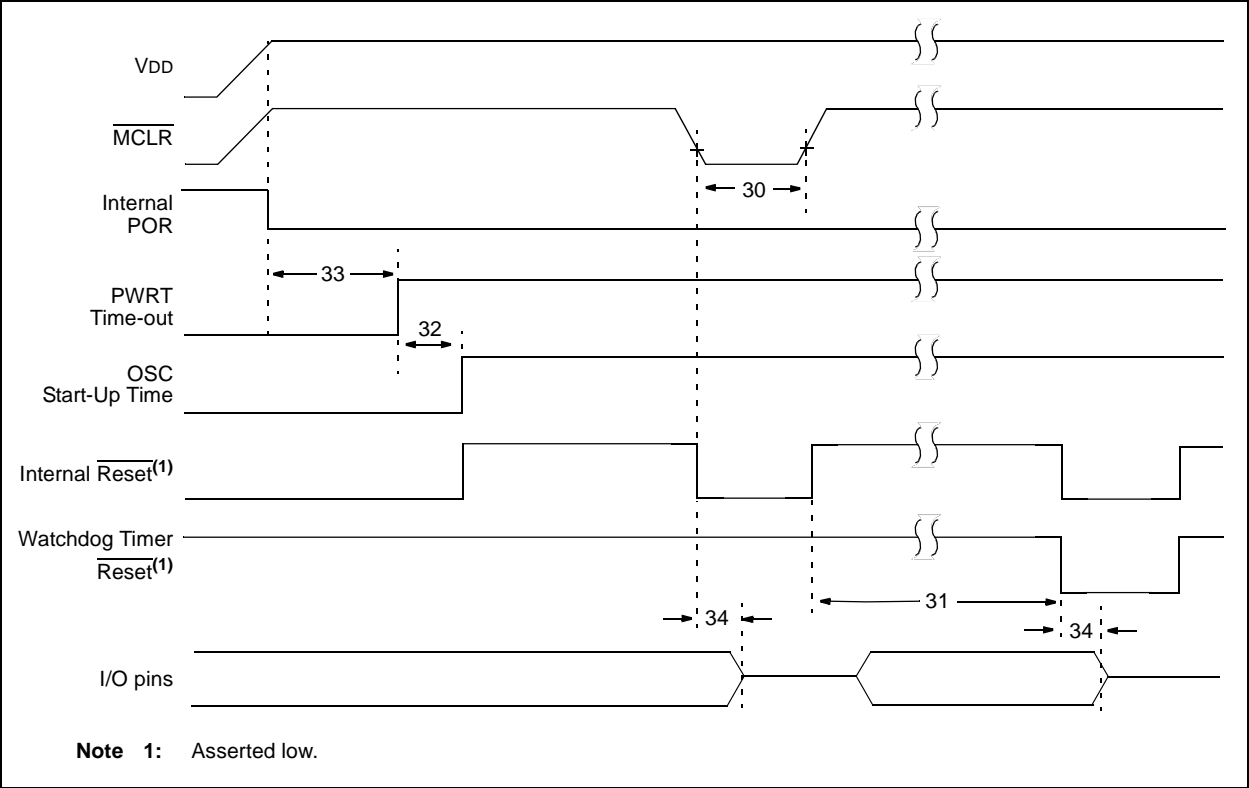 VDD
MCLR
30
Internal
POR
33
PWRT
Time-out
32
OSC
Start-Up Time
Internal Reset(1)
Watchdog Timer
Reset(1)
31
34
34
I/O pins
Note 1: Asserted low.